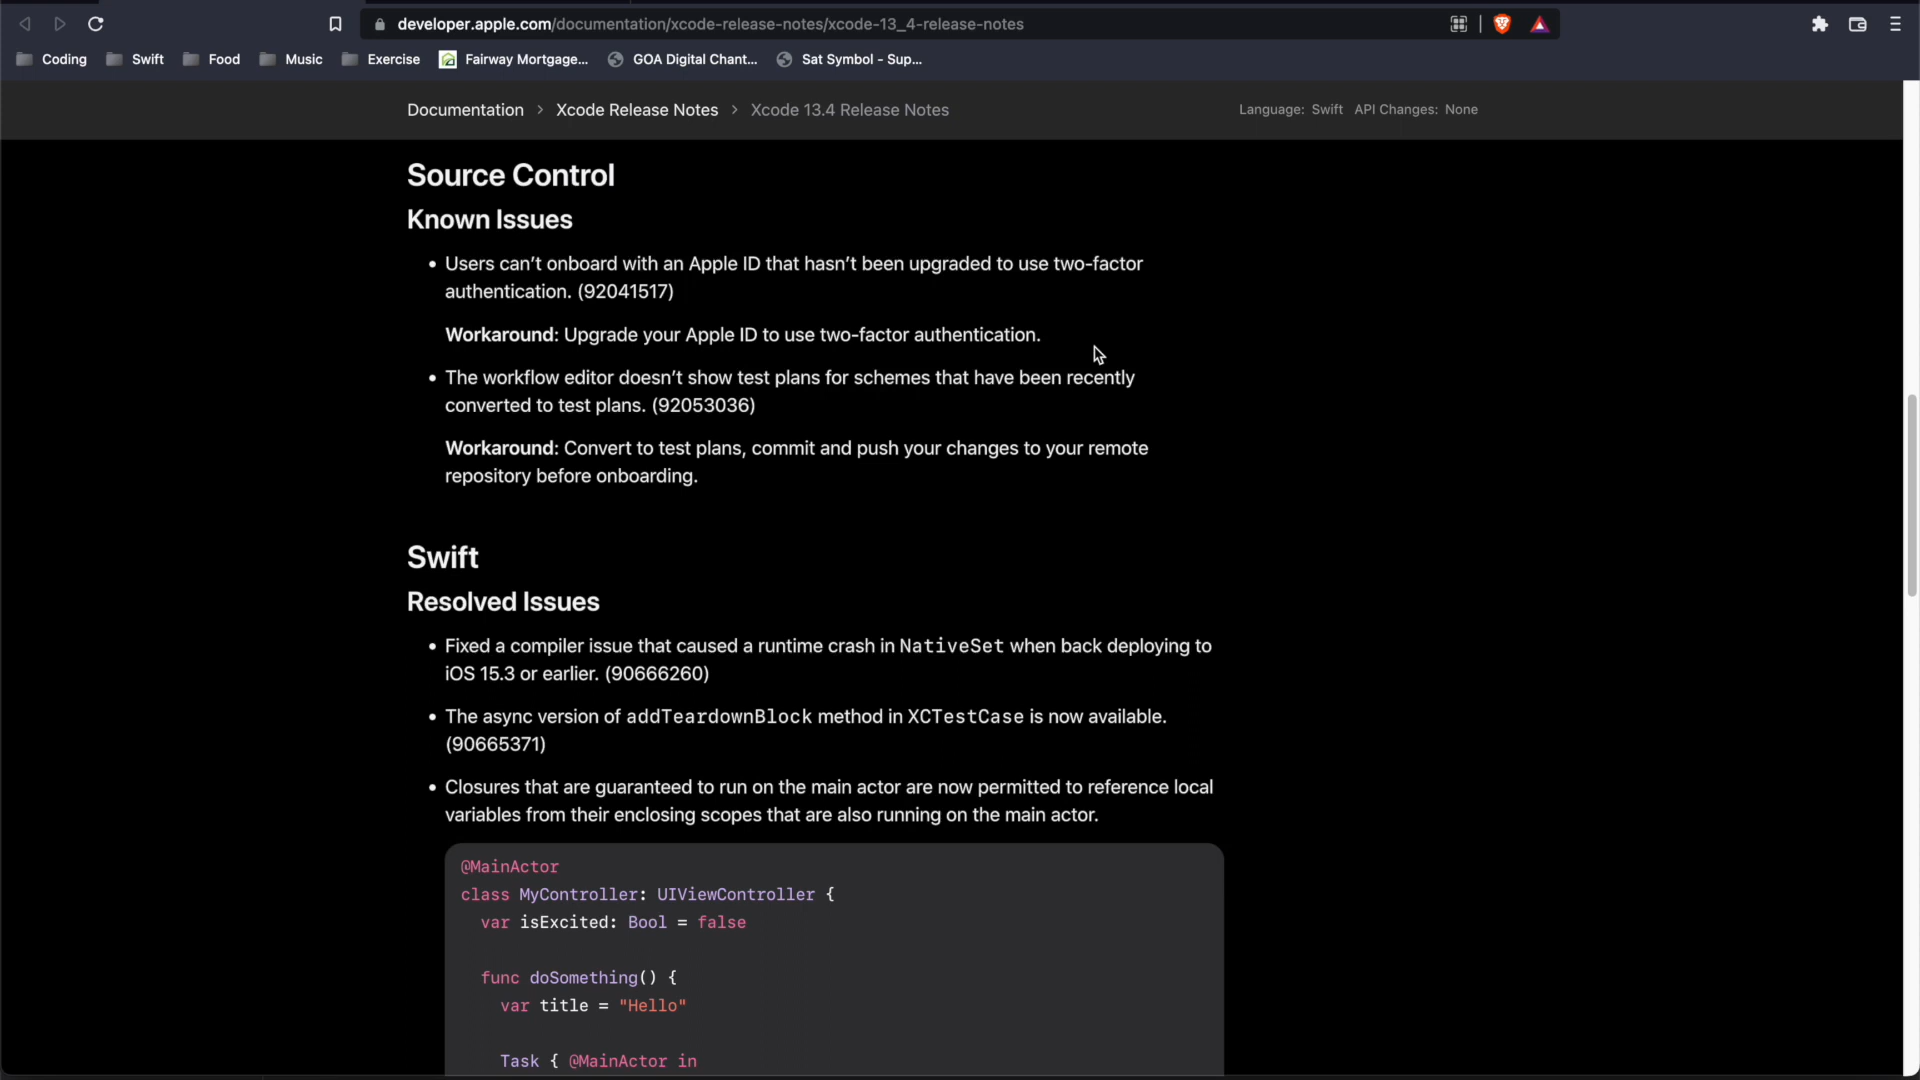 developer.apple.com/documentation/xcode-release-notes/xcode-13_4-release-notes
Coding Swift Food Music Exercise Fairway Mortgage... GOA Digital Chant... Sat Symbol - Sup...
Documentation > Xcode Release Notes > Xcode 13.4 Release Notes Language: Swift API Changes: None
Source Control
Known Issues
• Users can’t onboard with an Apple ID that hasn’t been upgraded to use two-factor
authentication. (92041517)
Workaround: Upgrade your Apple ID to use two-factor authentication.
• The workflow editor doesn’t show test plans for schemes that have been recently
converted to test plans. (92053036)
Workaround: Convert to test plans, commit and push your changes to your remote
repository before onboarding.
Swift
Resolved Issues
• Fixed a compiler issue that caused a runtime crash in NativeSet when back deploying to
iOS 15.3 or earlier. (90666260)
• The async version of addTeardownBlock method in XCTestCase is now available.
(90665371)
• Closures that are guaranteed to run on the main actor are now permitted to reference local
variables from their enclosing scopes that are also running on the main actor.
@MainActor
class MyController: UIViewController {
var isExcited: Bool = false
func doSomething() {
var title = "Hello"
Task { @MainActor in